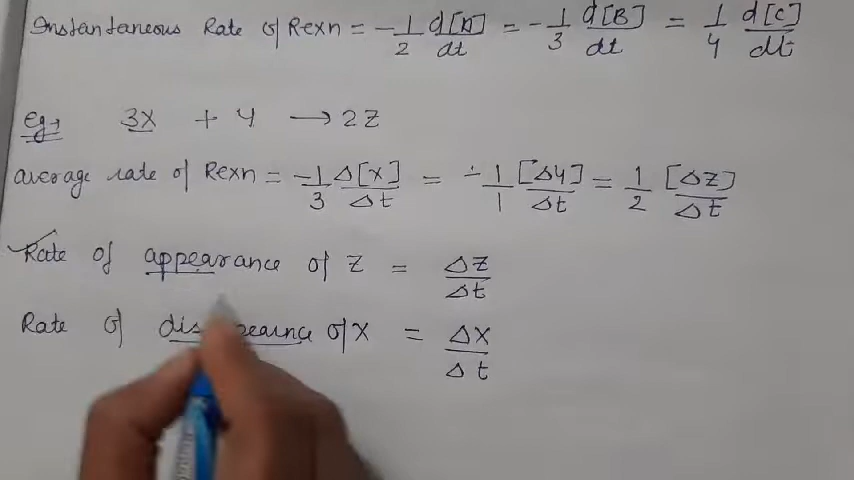 Instantaneous Rate of Rexn = -1/2 d[A]/dt = -1/3 d[B]/dt = 1/4 d[C]/dt
eg, 3X + Y → 2Z
average rate of Rexn = -1/3 Δ[X]/Δt = -1/1 [ΔY]/Δt = 1/2 [ΔZ]/Δt
Rate of appearance of Z = ΔZ/Δt
Rate of of X = ΔX/Δt